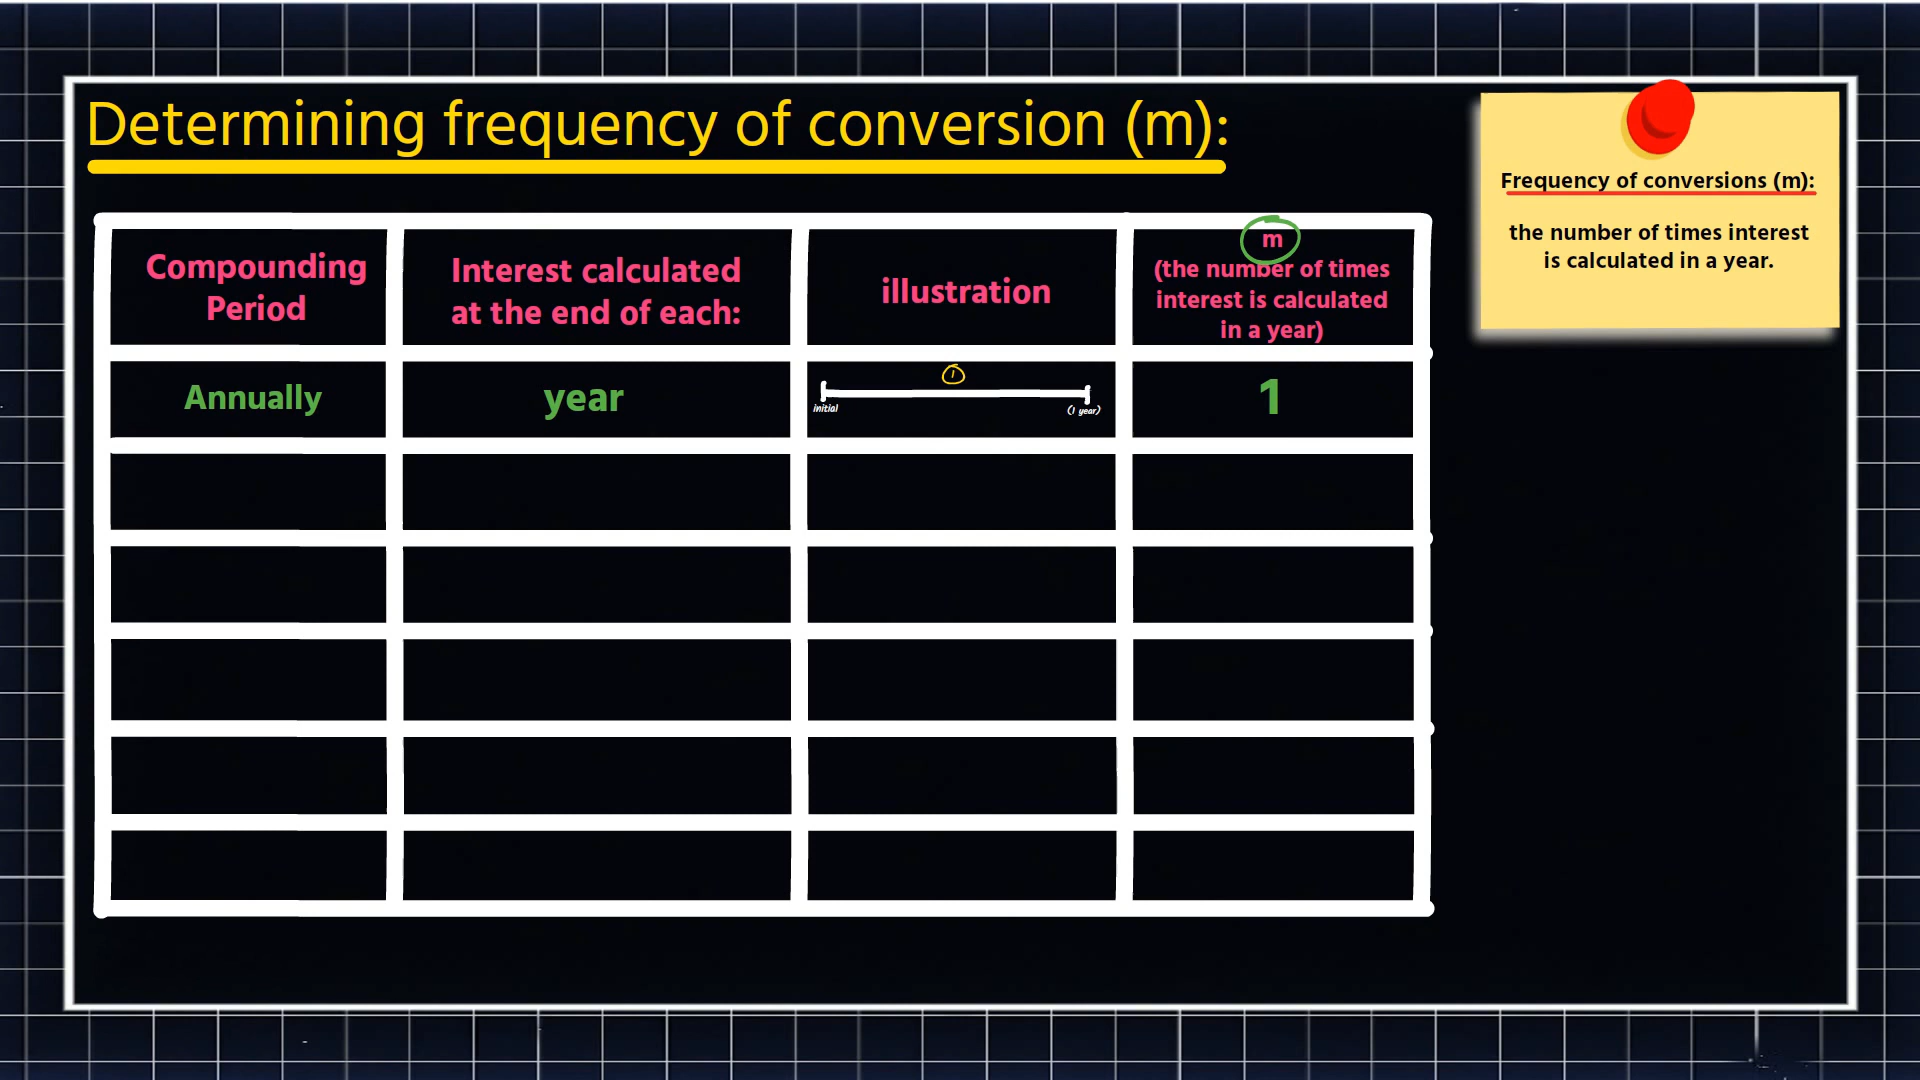 Determining frequency of conversion (m):
Frequency of conversions (m):
the number of times interest
is calculated in a year.
Compounding
Period
Interest calculated
at the end of each:
illustration
m
(the number of times
interest is calculated
in a year)
Annually
year
1
initial
(1 year)
1